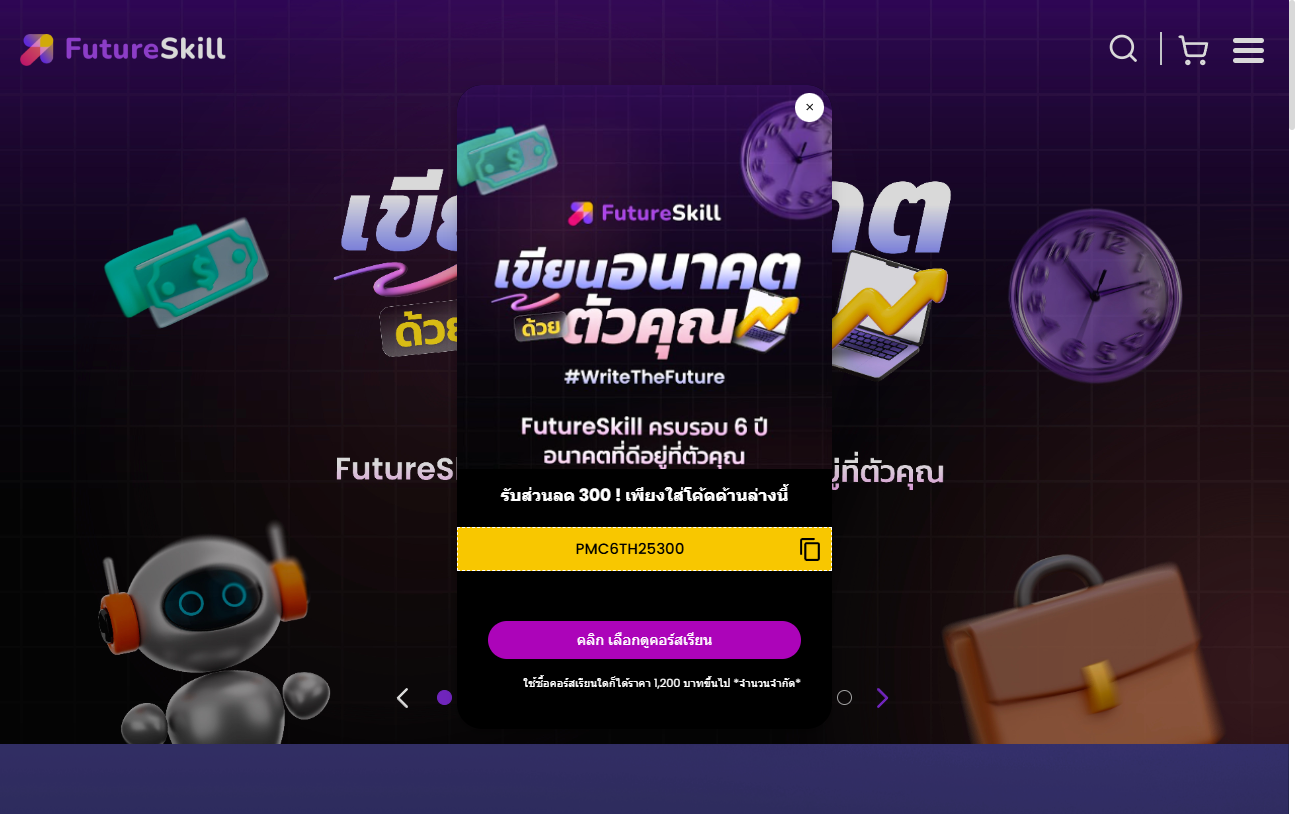 FutureSkill
เขียนอนาคต
ด้วย ตัวคุณ
#WriteTheFuture
FutureSkill ครบรอบ 6 ปี
อนาคตที่ดีอยู่ที่ตัวคุณ
รับส่วนลด 300 ! เพียงใส่โค้ดด้านล่างนี้
PMC6TH25300
คลิก เลือกดูคอร์สเรียน
ใช้ซื้อคอร์สเรียนใดก็ได้ราคา 1,200 บาทขึ้นไป *จำนวนจำกัด*
FutureSkill
าคต
ด้วย
FutureS
ยู่ที่ตัวคุณ